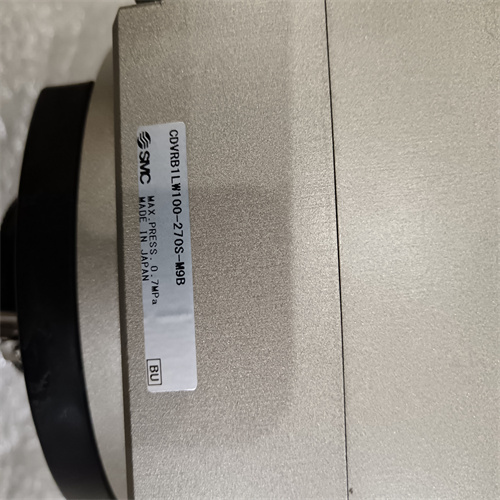 SMC
CDVRB1LW100-270S-M9B
MAX.PRESS. 0.7MPa
MADE IN JAPAN
BU